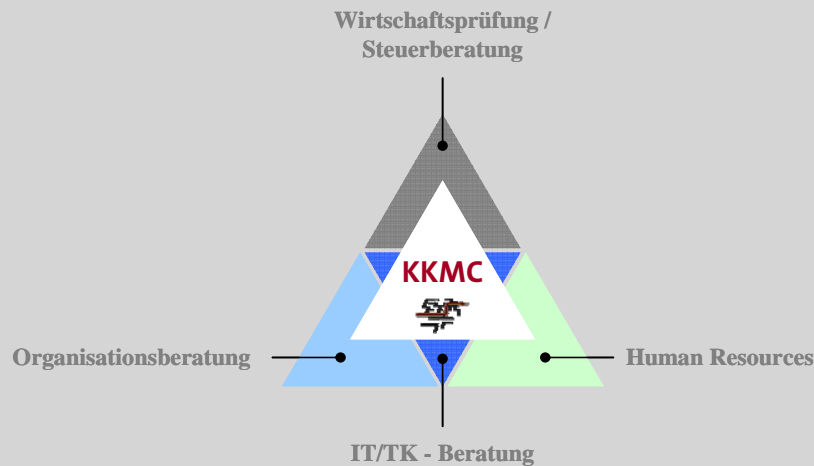 Wirtschaftsprüfung /
Steuerberatung
KKMC
Organisationsberatung
Human Resources
IT/TK - Beratung